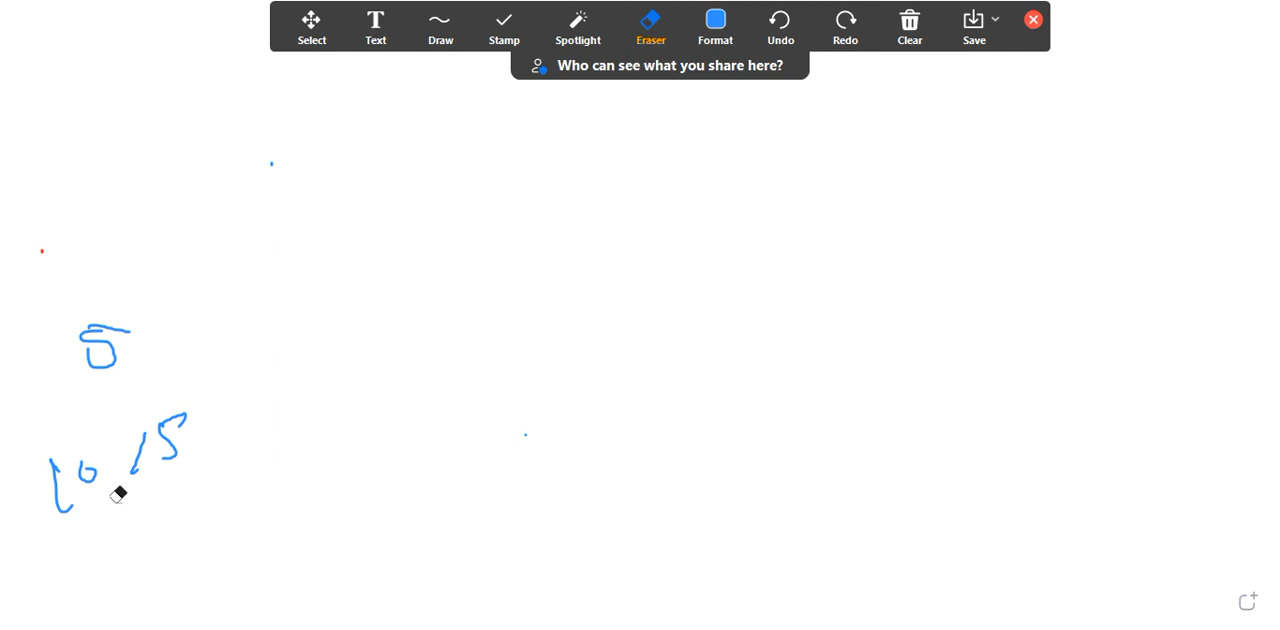 Select Text Draw Stamp Spotlight Eraser Format Undo Redo Clear Save
Who can see what you share here?
5
10 15